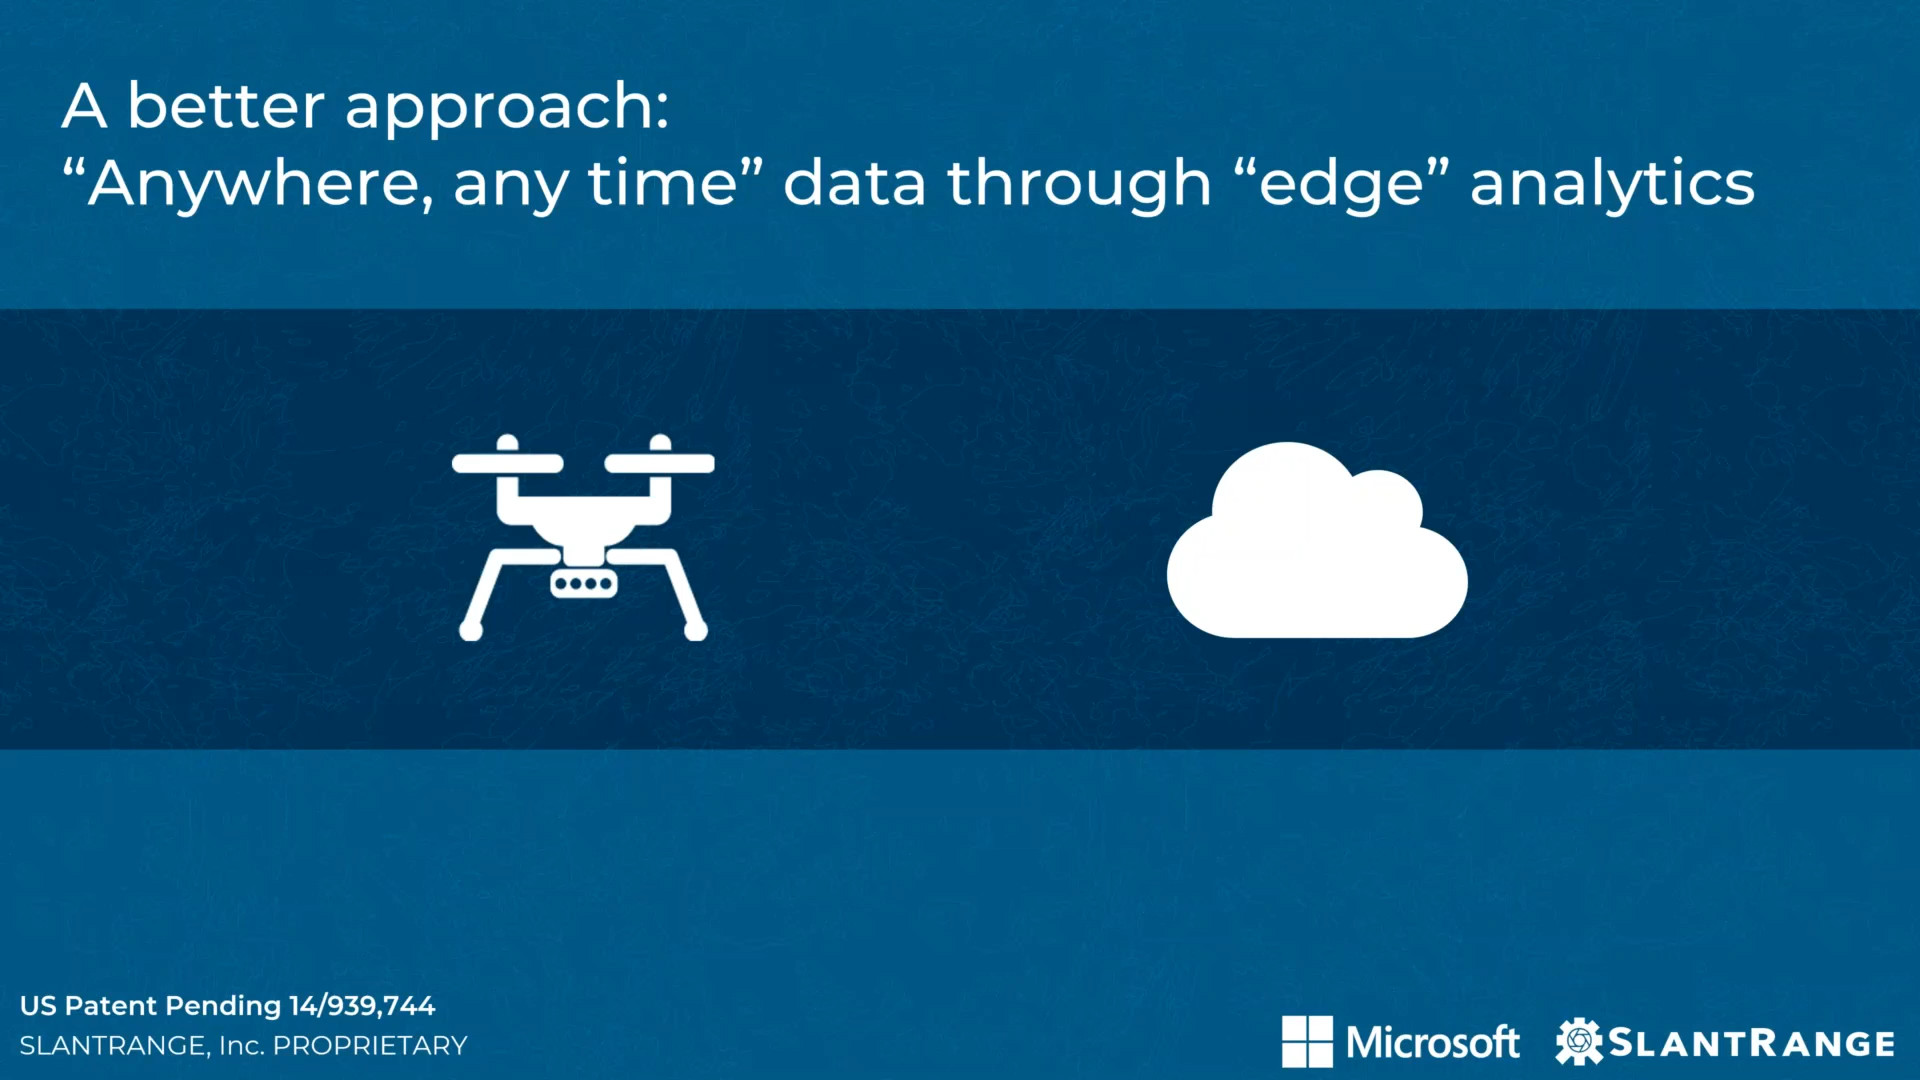 A better approach:
“Anywhere, any time” data through “edge” analytics
US Patent Pending 14/939,744
SLANTRANGE, Inc. PROPRIETARY
Microsoft
SLANTRANGE